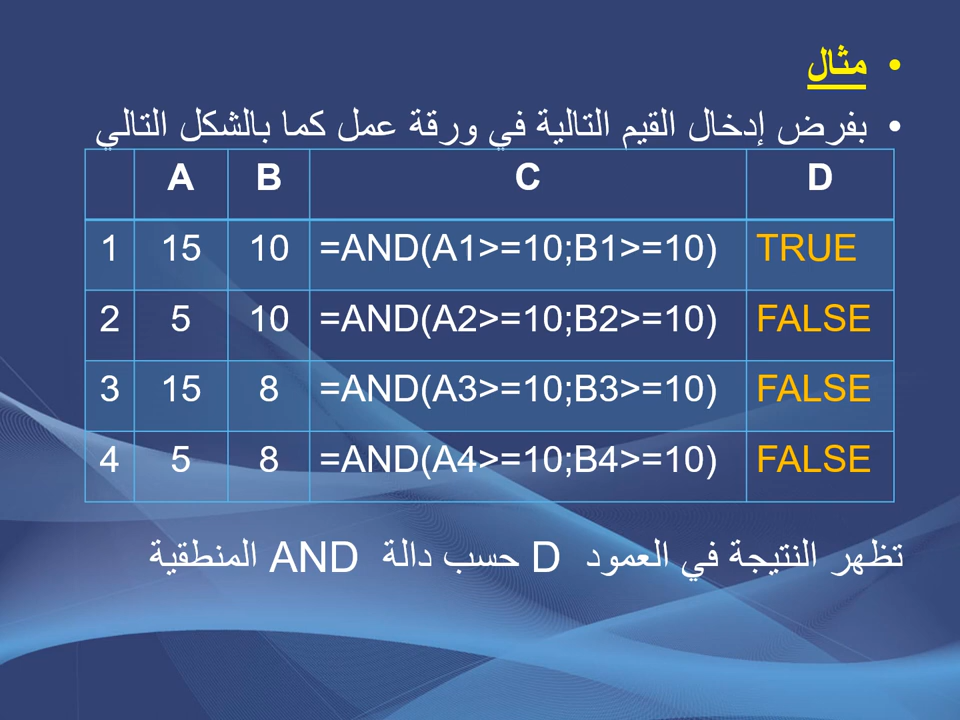 • مثال
• بفرض إدخال القيم التالية في ورقة عمل كما بالشكل التالي
A B C D
1 15 10 =AND(A1>=10;B1>=10) TRUE
2 5 10 =AND(A2>=10;B2>=10) FALSE
3 15 8 =AND(A3>=10;B3>=10) FALSE
4 5 8 =AND(A4>=10;B4>=10) FALSE
تظهر النتيجة في العمود D حسب دالة AND المنطقية